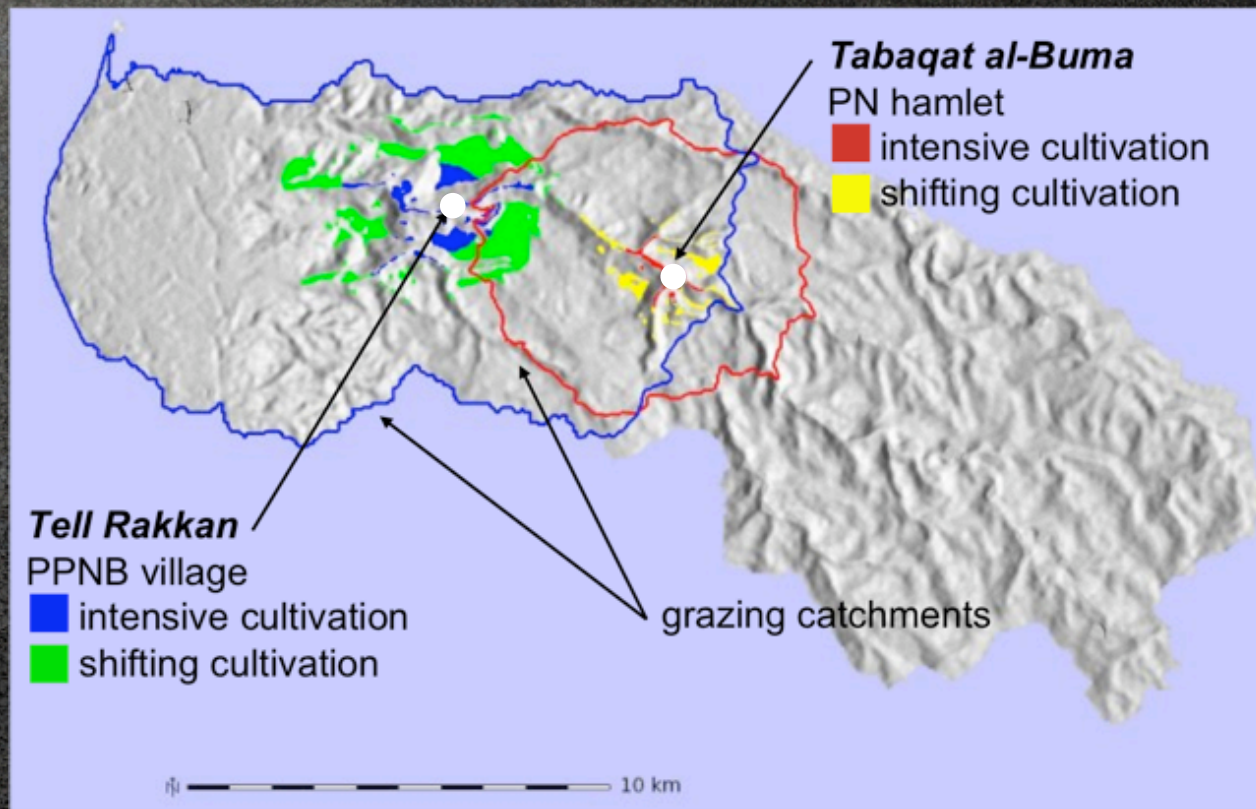 Tabaqat al-Buma
PN hamlet
intensive cultivation
shifting cultivation
Tell Rakkan
PPNB village
intensive cultivation
shifting cultivation
grazing catchments
10 km